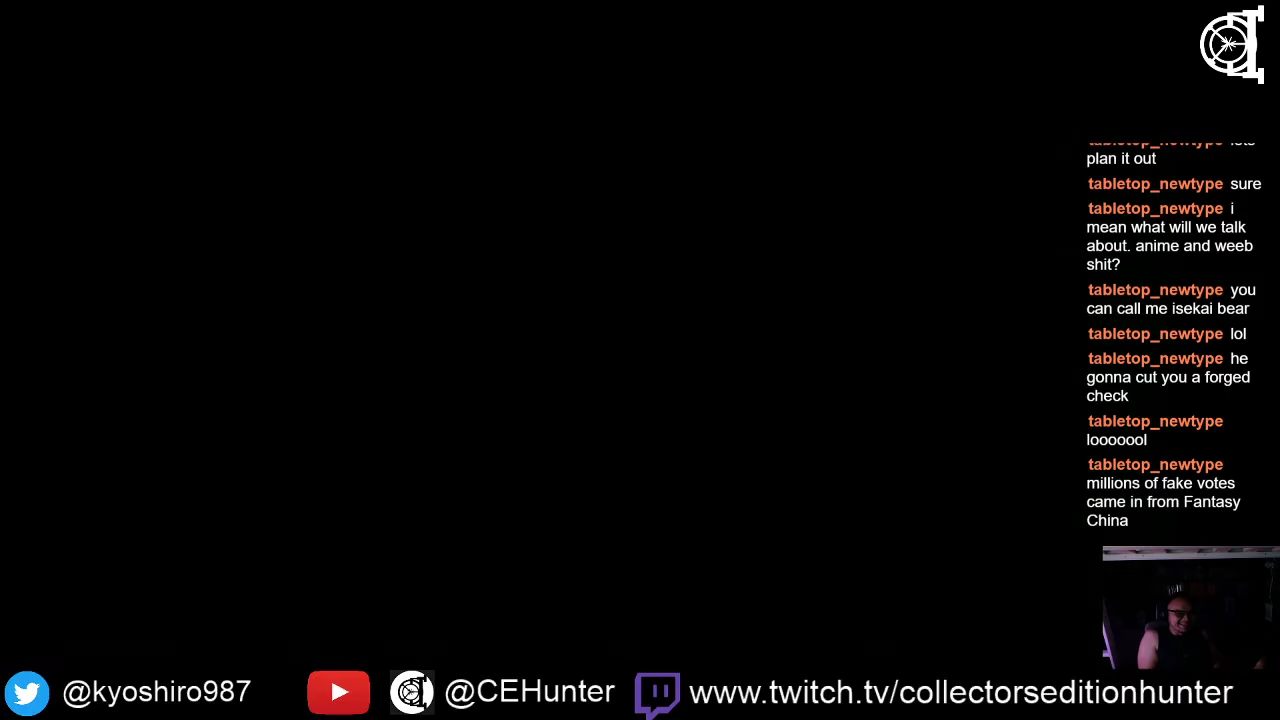 tabletop_newtype lets
plan it out
tabletop_newtype sure
tabletop_newtype i
mean what will we talk
about. anime and weeb
shit?
tabletop_newtype you
can call me isekai bear
tabletop_newtype lol
tabletop_newtype he
gonna cut you a forged
check
tabletop_newtype
looooool
tabletop_newtype
millions of fake votes
came in from Fantasy
China
@kyoshiro987
@CEHunter
www.twitch.tv/collectorseditionhunter